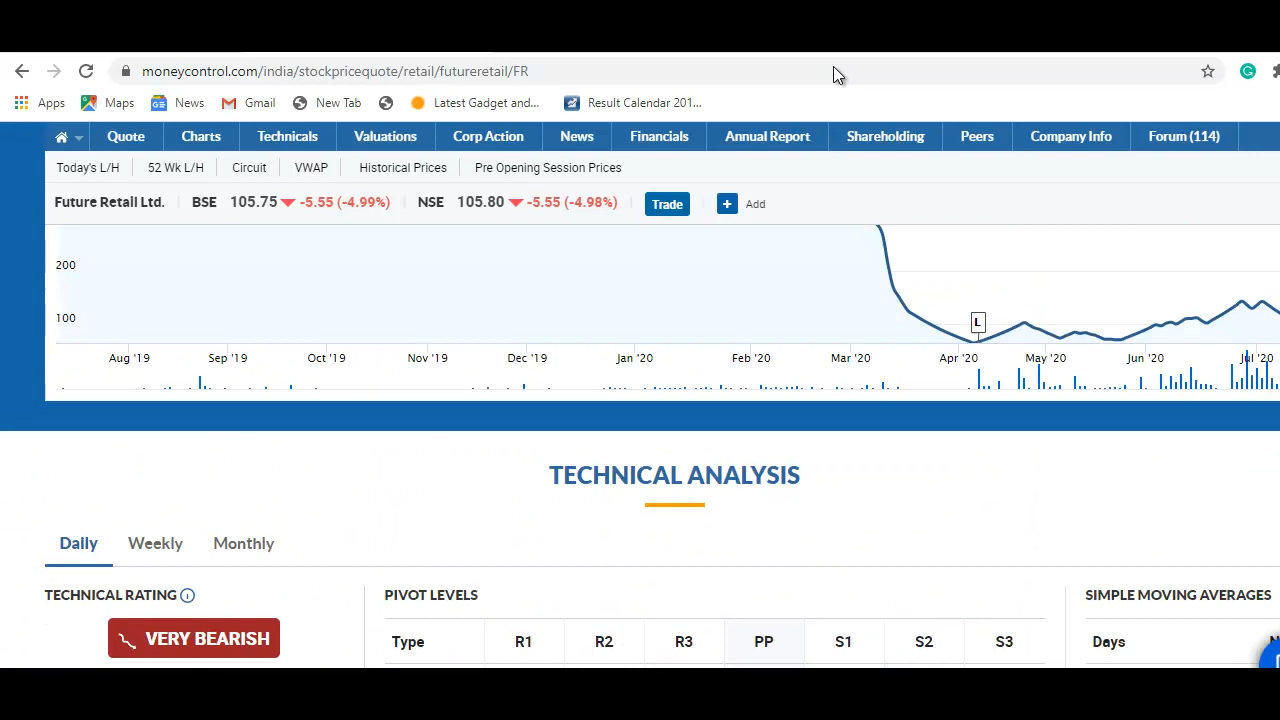 moneycontrol.com/india/stockpricequote/retail/futureretail/FR
Apps Maps News Gmail New Tab Latest Gadget and... Result Calendar 201...
Quote Charts Technicals Valuations Corp Action News Financials Annual Report Shareholding Peers Company Info Forum (114)
Today's L/H 52 Wk L/H Circuit VWAP Historical Prices Pre Opening Session Prices
Future Retail Ltd. BSE 105.75 -5.55 (-4.99%) NSE 105.80 -5.55 (-4.98%) Trade + Add
200
100
L
Aug '19 Sep '19 Oct '19 Nov '19 Dec '19 Jan '20 Feb '20 Mar '20 Apr '20 May '20 Jun '20 Jul '20
TECHNICAL ANALYSIS
Daily Weekly Monthly
TECHNICAL RATING PIVOT LEVELS SIMPLE MOVING AVERAGES
VERY BEARISH Type R1 R2 R3 PP S1 S2 S3 Days